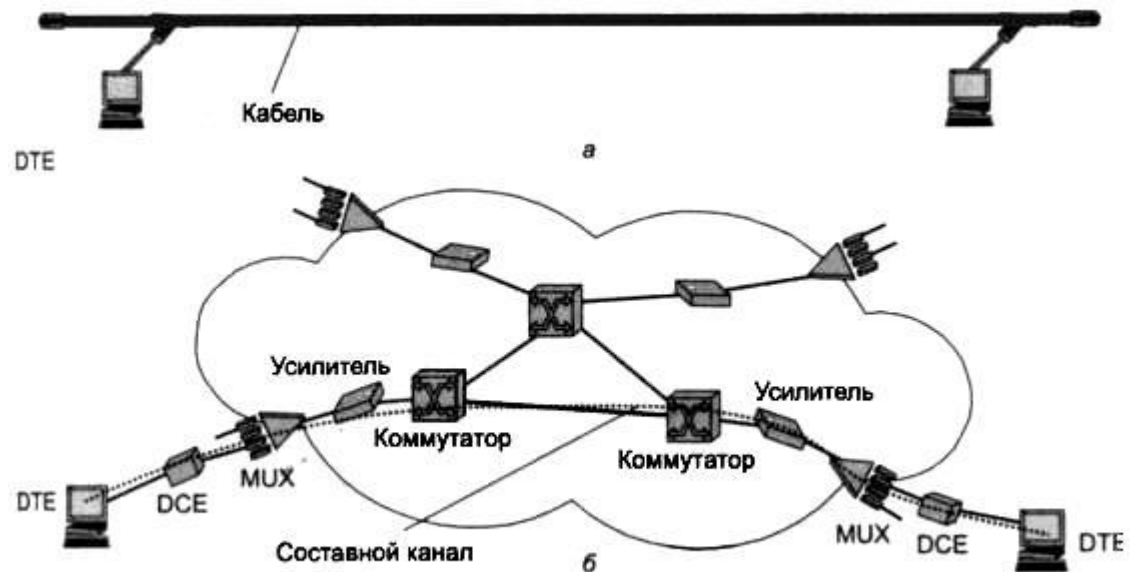 Кабель
а
DTE
Усилитель
Усилитель
Коммутатор
Коммутатор
MUX
DTE
DCE
MUX
DCE
DTE
Составной канал
б